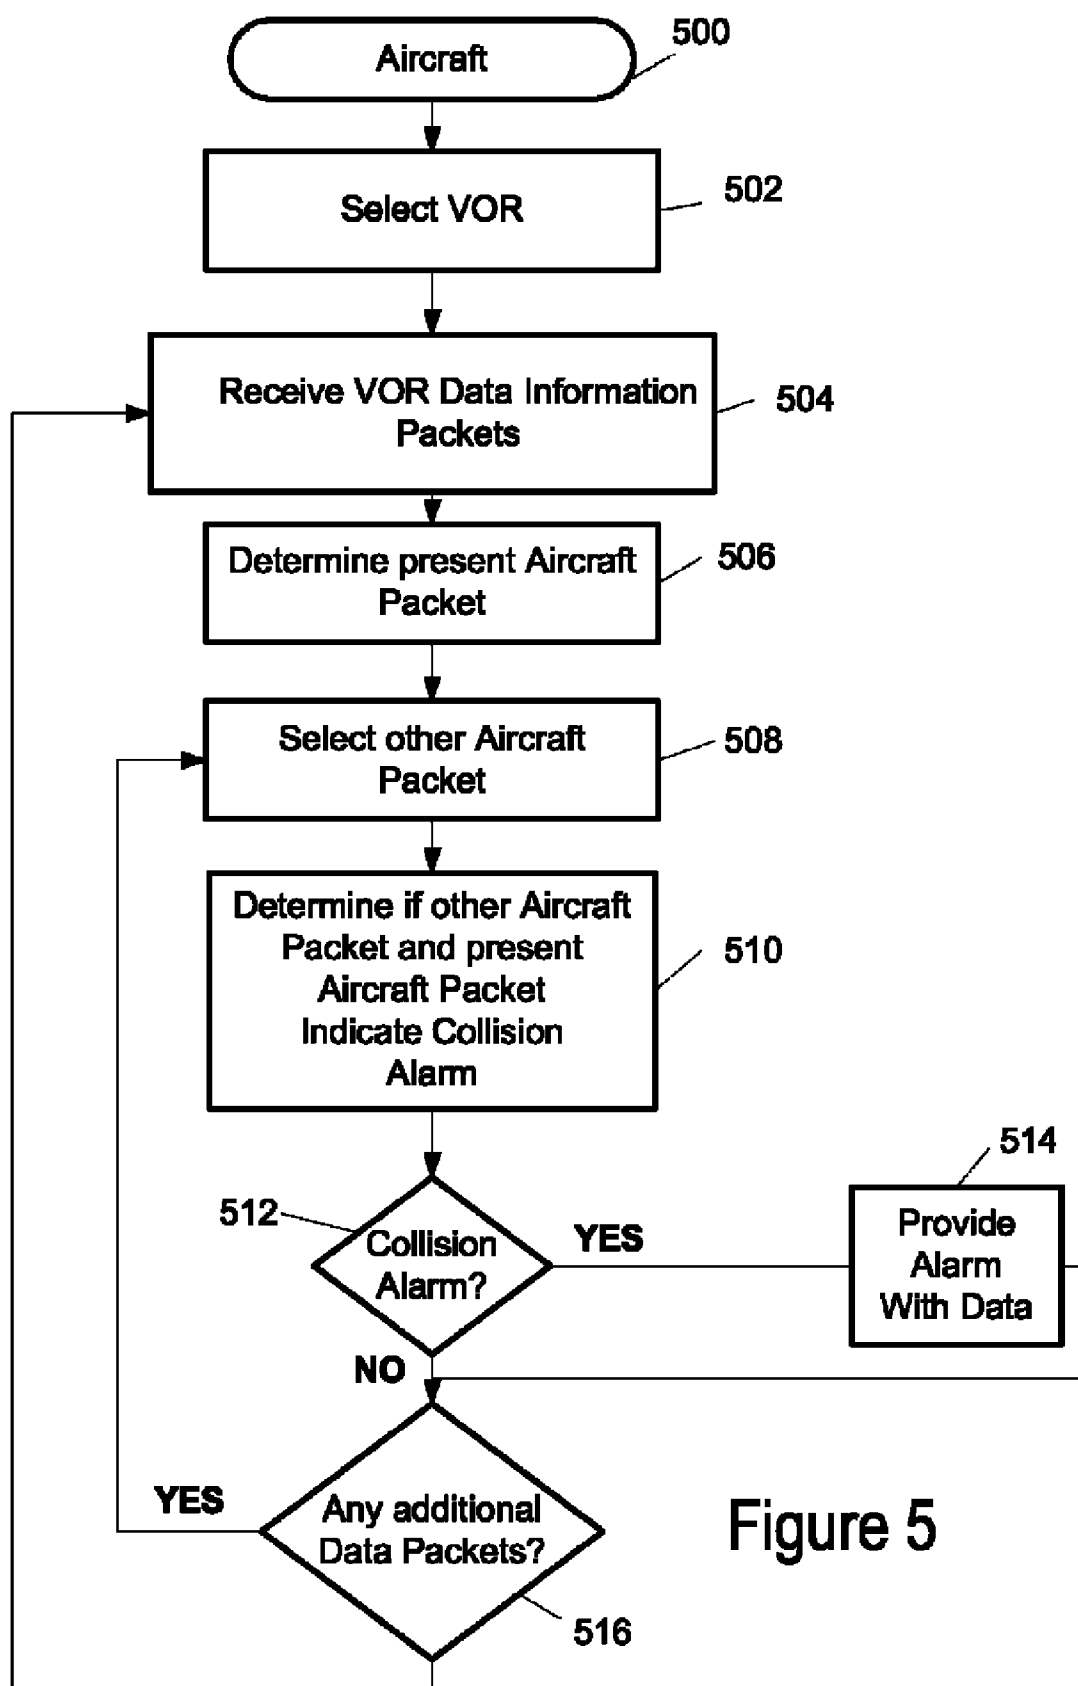 Aircraft
500
Select VOR
502
Receive VOR Data Information
Packets
504
Determine present Aircraft
Packet
506
Select other Aircraft
Packet
508
Determine if other Aircraft
Packet and present
Aircraft Packet
Indicate Collision
Alarm
510
512
Collision
Alarm?
YES
514
Provide
Alarm
With Data
NO
YES
Any additional
Data Packets?
516
Figure 5